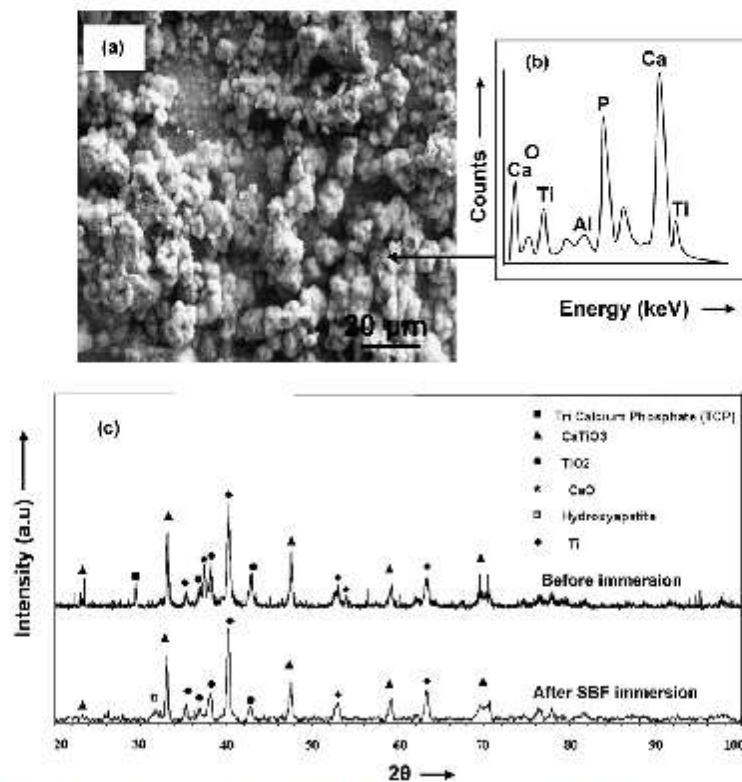 (a)
20 µm
(b)
Ca
P
O
Ca
Ti
Al
Ti
Counts
Energy (keV)
(c)
Tri Calcium Phosphate (TCP)
CaTiO3
TiO2
CaO
Hydroxyapatite
Ti
Before immersion
After SBF immersion
Intensity (a.u)
20 30 40 50 60 70 80 90 100
2θ